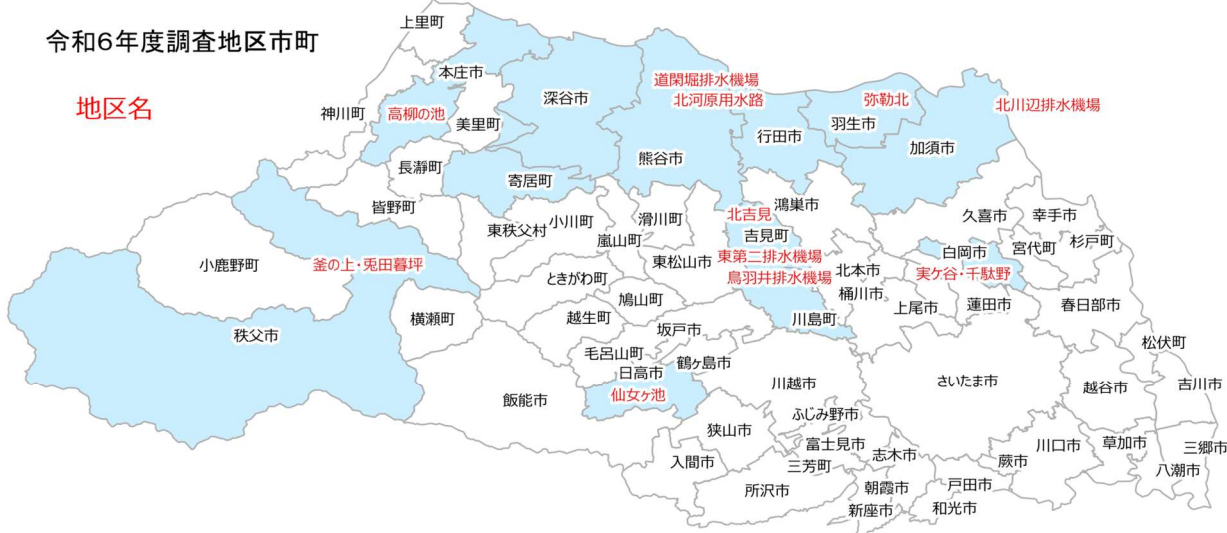 令和6年度調査地区市町
地区名
上里町
本庄市
神川町
高柳の池
美里町
深谷市
道閑堀排水機場
北河原用水路
熊谷市
行田市
弥勒北
羽生市
加須市
北川辺排水機場
長瀞町
寄居町
皆野町
小鹿野町
釜の上・兎田暮坪
秩父市
横瀬町
東秩父村
小川町
嵐山町
滑川町
東松山市
ときがわ町
鳩山町
越生町
毛呂山町
坂戸市
鶴ヶ島市
日高市
仙女ヶ池
飯能市
北吉見
吉見町
東第二排水機場
鳥羽井排水機場
川島町
鴻巣市
北本市
桶川市
上尾市
久喜市
幸手市
白岡市
宮代町
杉戸町
実ケ谷・千駄野
蓮田市
春日部市
松伏町
川越市
さいたま市
越谷市
吉川市
ふじみ野市
狭山市
富士見市
入間市
三芳町
志木市
所沢市
朝霞市
新座市
和光市
戸田市
蕨市
川口市
草加市
八潮市
三郷市